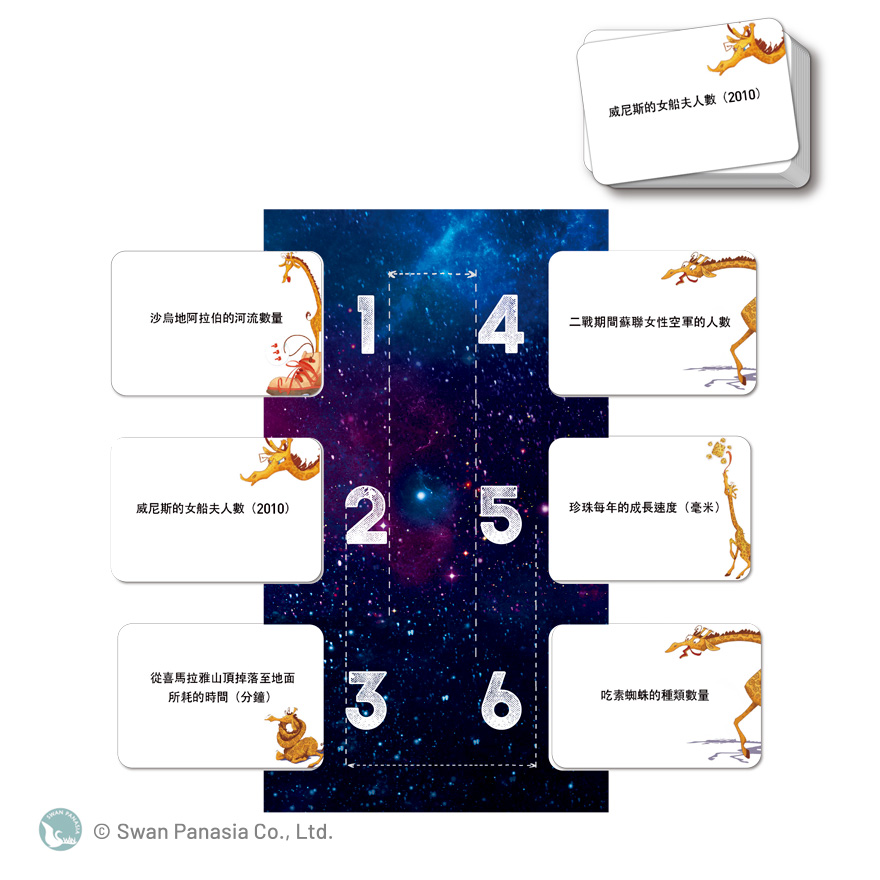 威尼斯的女船夫人數（2010）
沙烏地阿拉伯的河流數量
1
4
二戰期間蘇聯女性空軍的人數
威尼斯的女船夫人數（2010）
2
5
珍珠每年的成長速度（毫米）
從喜馬拉雅山頂掉落至地面
所耗的時間（分鐘）
3
6
吃素蜘蛛的種類數量
SWAN PANASIA
© Swan Panasia Co., Ltd.